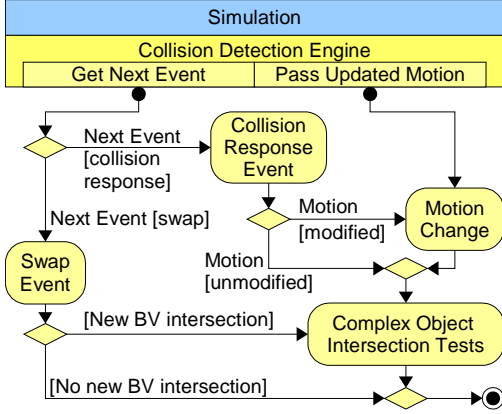 Simulation
Collision Detection Engine
Get Next Event
Pass Updated Motion
Next Event
[collision
response]
Collision
Response
Event
Next Event [swap]
Motion
[modified]
Motion
Change
Swap
Event
Motion
[unmodified]
[New BV intersection]
Complex Object
Intersection Tests
[No new BV intersection]